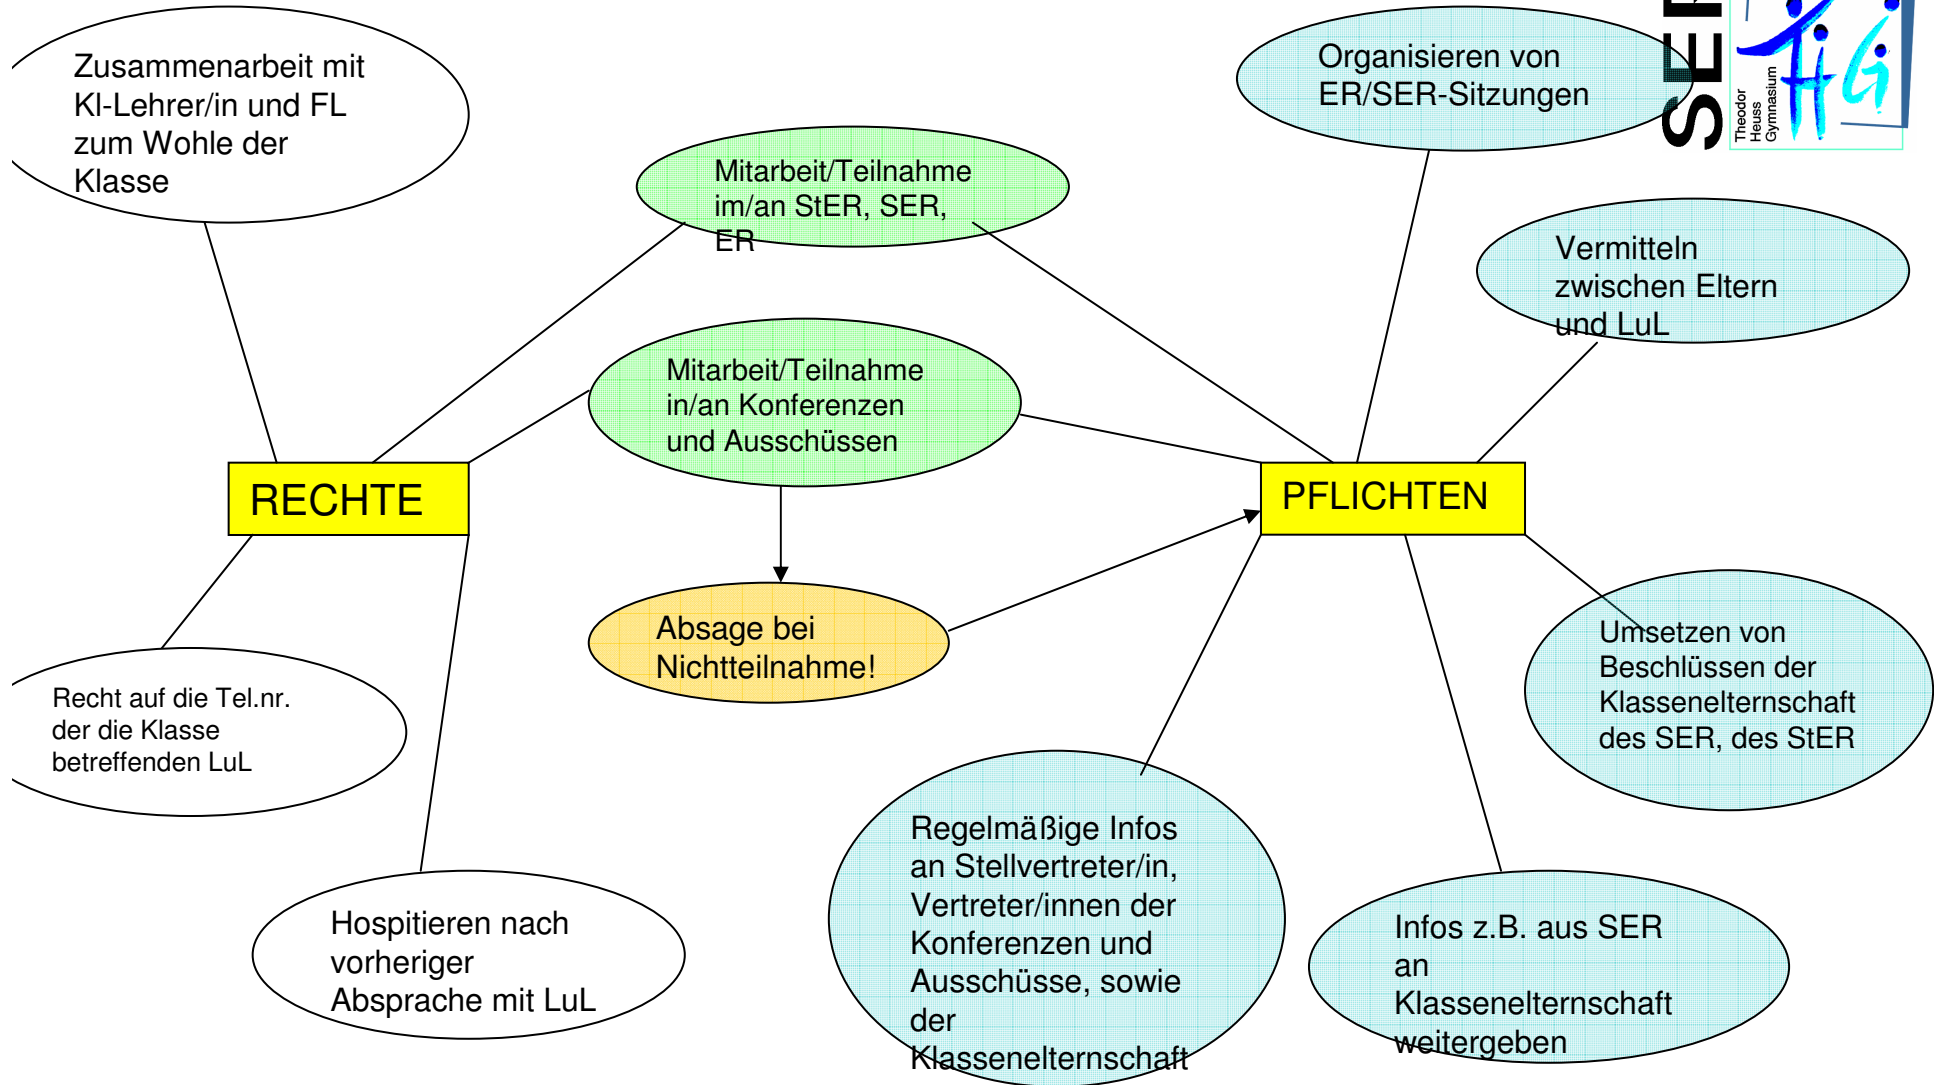 Zusammenarbeit mit
Kl-Lehrer/in und FL
zum Wohle der
Klasse
Mitarbeit/Teilnahme
im/an StER, SER,
ER
Organisieren von
ER/SER-Sitzungen
SER
Theodor
Heuss
Gymnasium
THG
Vermitteln
zwischen Eltern
und LuL
Mitarbeit/Teilnahme
in/an Konferenzen
und Ausschüssen
RECHTE
PFLICHTEN
Absage bei
Nichtteilnahme!
Umsetzen von
Beschlüssen der
Klassenelternschaft
des SER, des StER
Recht auf die Tel.nr.
der die Klasse
betreffenden LuL
Regelmäßige Infos
an Stellvertreter/in,
Vertreter/innen der
Konferenzen und
Ausschüsse, sowie
der
Klassenelternschaft
Hospitieren nach
vorheriger
Absprache mit LuL
Infos z.B. aus SER
an
Klassenelternschaft
weitergeben